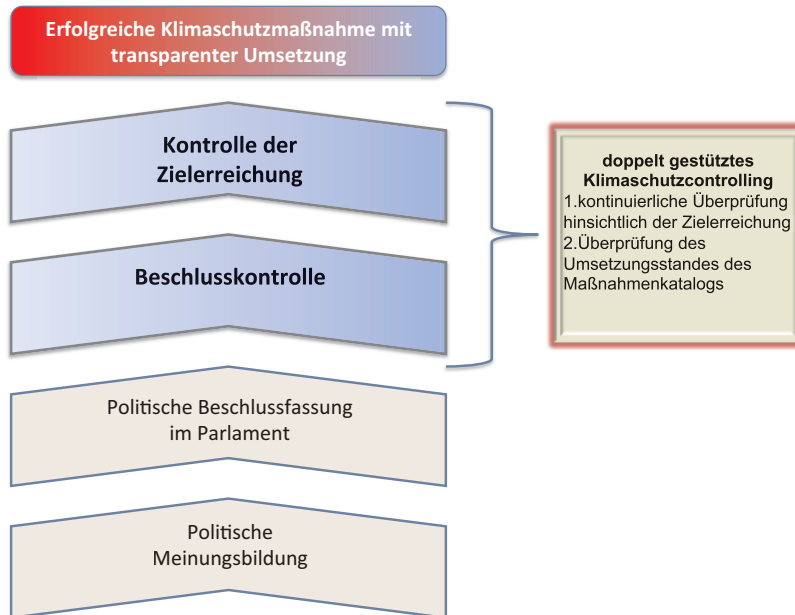 Erfolgreiche Klimaschutzmaßnahme mit
transparenter Umsetzung
Kontrolle der
Zielerreichung
Beschlusskontrolle
Politische Beschlussfassung
im Parlament
Politische
Meinungsbildung
doppelt gestütztes
Klimaschutzcontrolling
1.kontinuierliche Überprüfung
hinsichtlich der Zielerreichung
2.Überprüfung des
Umsetzungsstandes des
Maßnahmenkatalogs